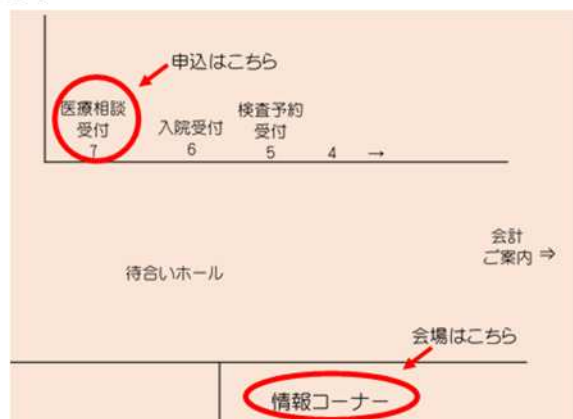 申込はこちら
医療相談
受付
7
入院受付
6
検査予約
受付
5
4
→
会計
ご案内 ⇒
待合いホール
会場はこちら
情報コーナー